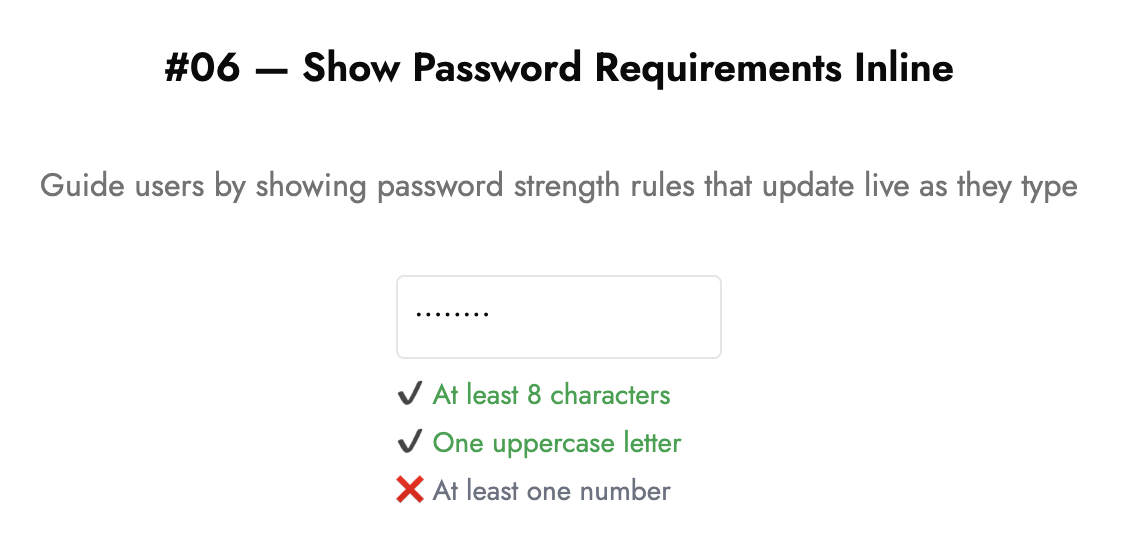 #06 — Show Password Requirements Inline
Guide users by showing password strength rules that update live as they type
........
✔ At least 8 characters
✔ One uppercase letter
❌ At least one number